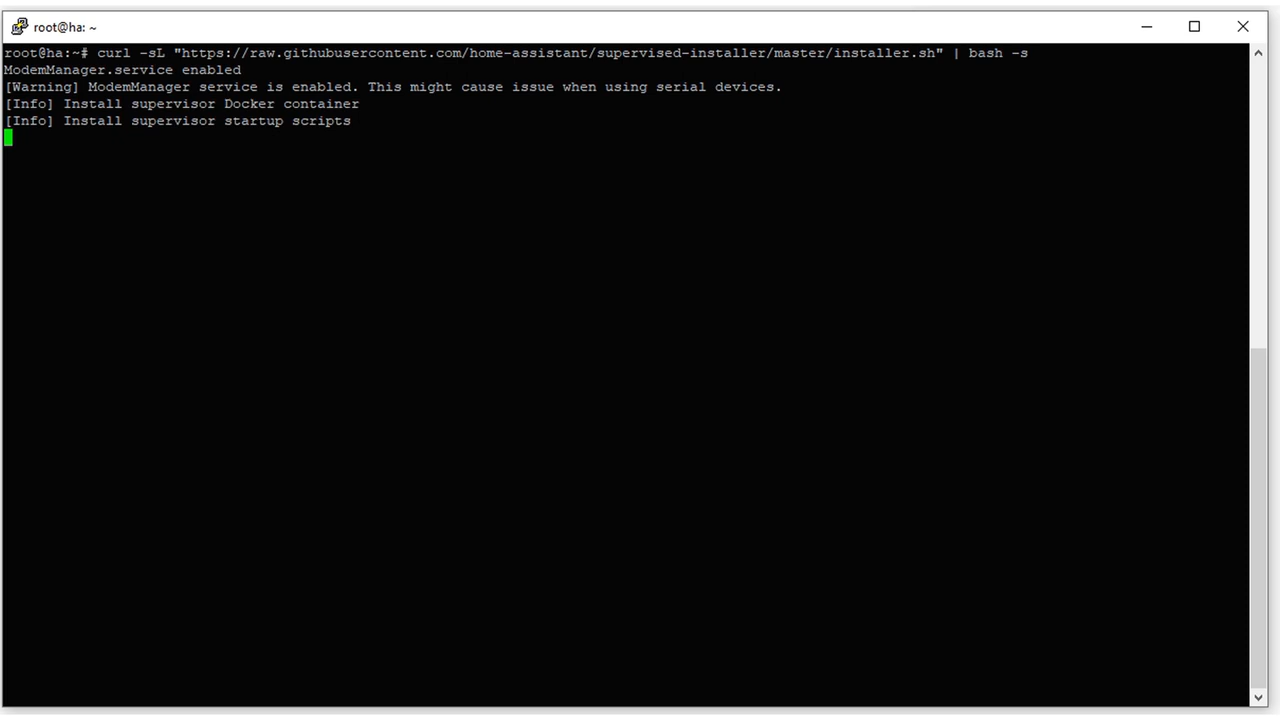 root@ha: ~
root@ha:~# curl -sL "https://raw.githubusercontent.com/home-assistant/supervised-installer/master/installer.sh" | bash -s
ModemManager.service enabled
[Warning] ModemManager service is enabled. This might cause issue when using serial devices.
[Info] Install supervisor Docker container
[Info] Install supervisor startup scripts